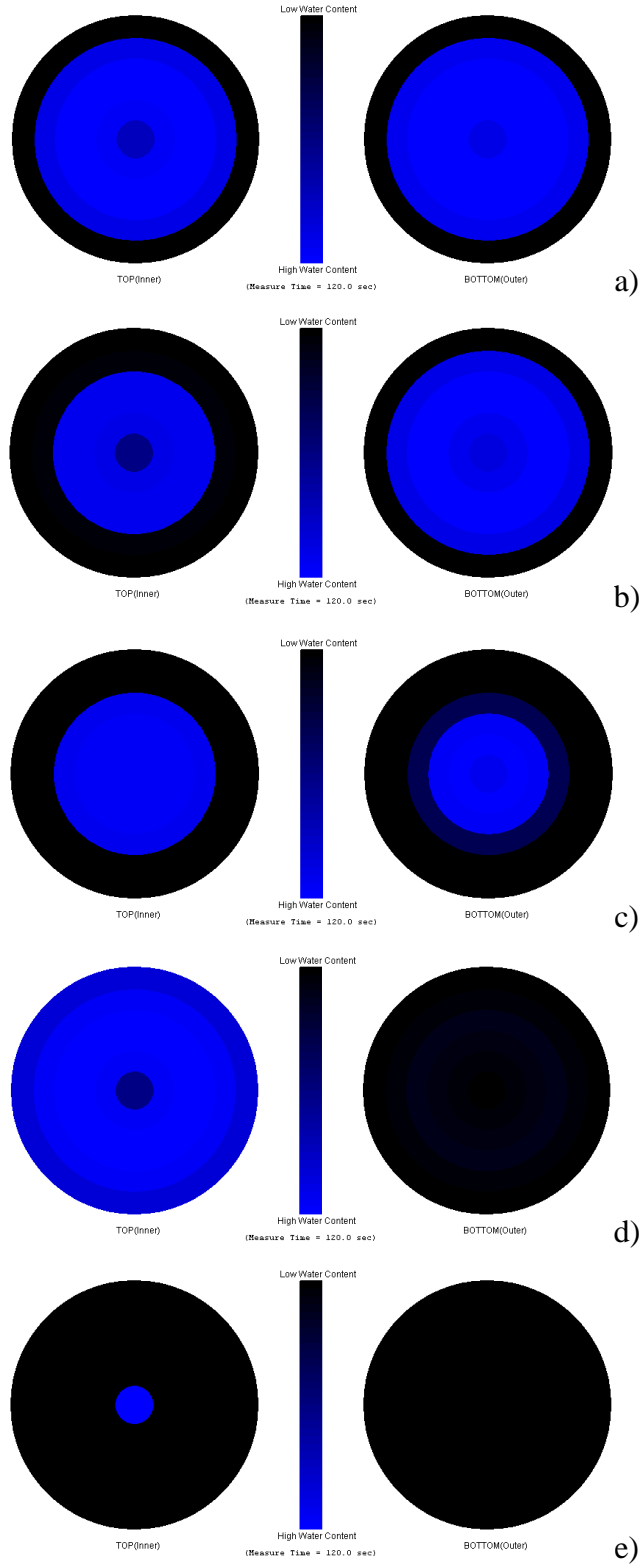 Low Water Content
High Water Content
TOP(Inner)
(Measure Time = 120.0 sec)
BOTTOM(Outer)
a)
Low Water Content
High Water Content
TOP(Inner)
(Measure Time = 120.0 sec)
BOTTOM(Outer)
b)
Low Water Content
High Water Content
TOP(Inner)
(Measure Time = 120.0 sec)
BOTTOM(Outer)
c)
Low Water Content
High Water Content
TOP(Inner)
(Measure Time = 120.0 sec)
BOTTOM(Outer)
d)
Low Water Content
High Water Content
TOP(Inner)
(Measure Time = 120.0 sec)
BOTTOM(Outer)
e)